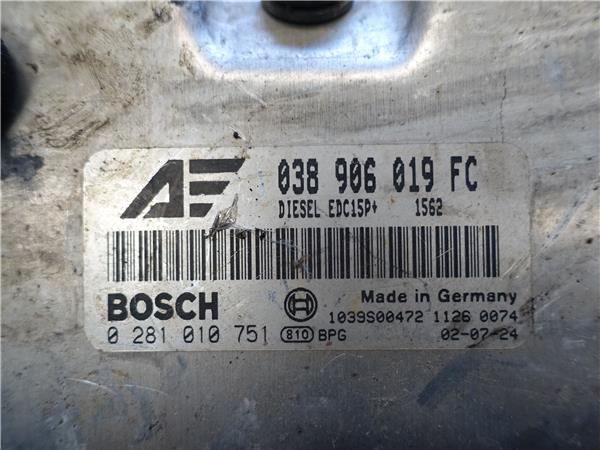 AE 038 906 019 FC
DIESEL EDC15P+ 1562
BOSCH
Made in Germany
1039S00472 1126 0074
0 281 010 751 810 BPG 02-07-24